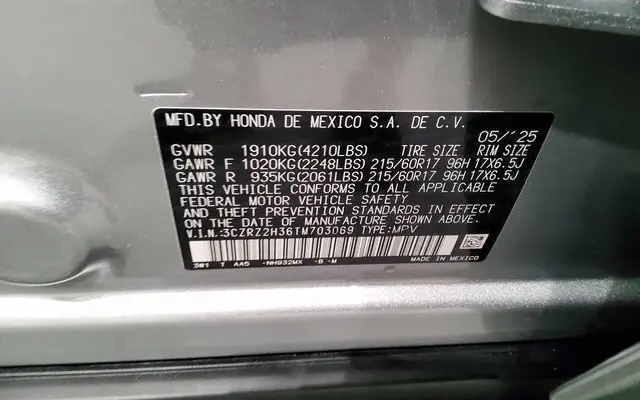 MFD.BY HONDA DE MEXICO S.A. DE C.V.
05/'25
GVWR 1910KG(4210LBS) TIRE SIZE RIM SIZE
GAWR F 1020KG(2248LBS) 215/60R17 96H 17X6.5J
GAWR R 935KG(2061LBS) 215/60R17 96H 17X6.5J
THIS VEHICLE CONFORMS TO ALL APPLICABLE
FEDERAL MOTOR VEHICLE SAFETY
AND THEFT PREVENTION STANDARDS IN EFFECT
ON THE DATE OF MANUFACTURE SHOWN ABOVE.
V.I.N.:3CZRZ2H36TM703069 TYPE:MPV
AA5 NH932MX -B -M MADE IN MEXICO